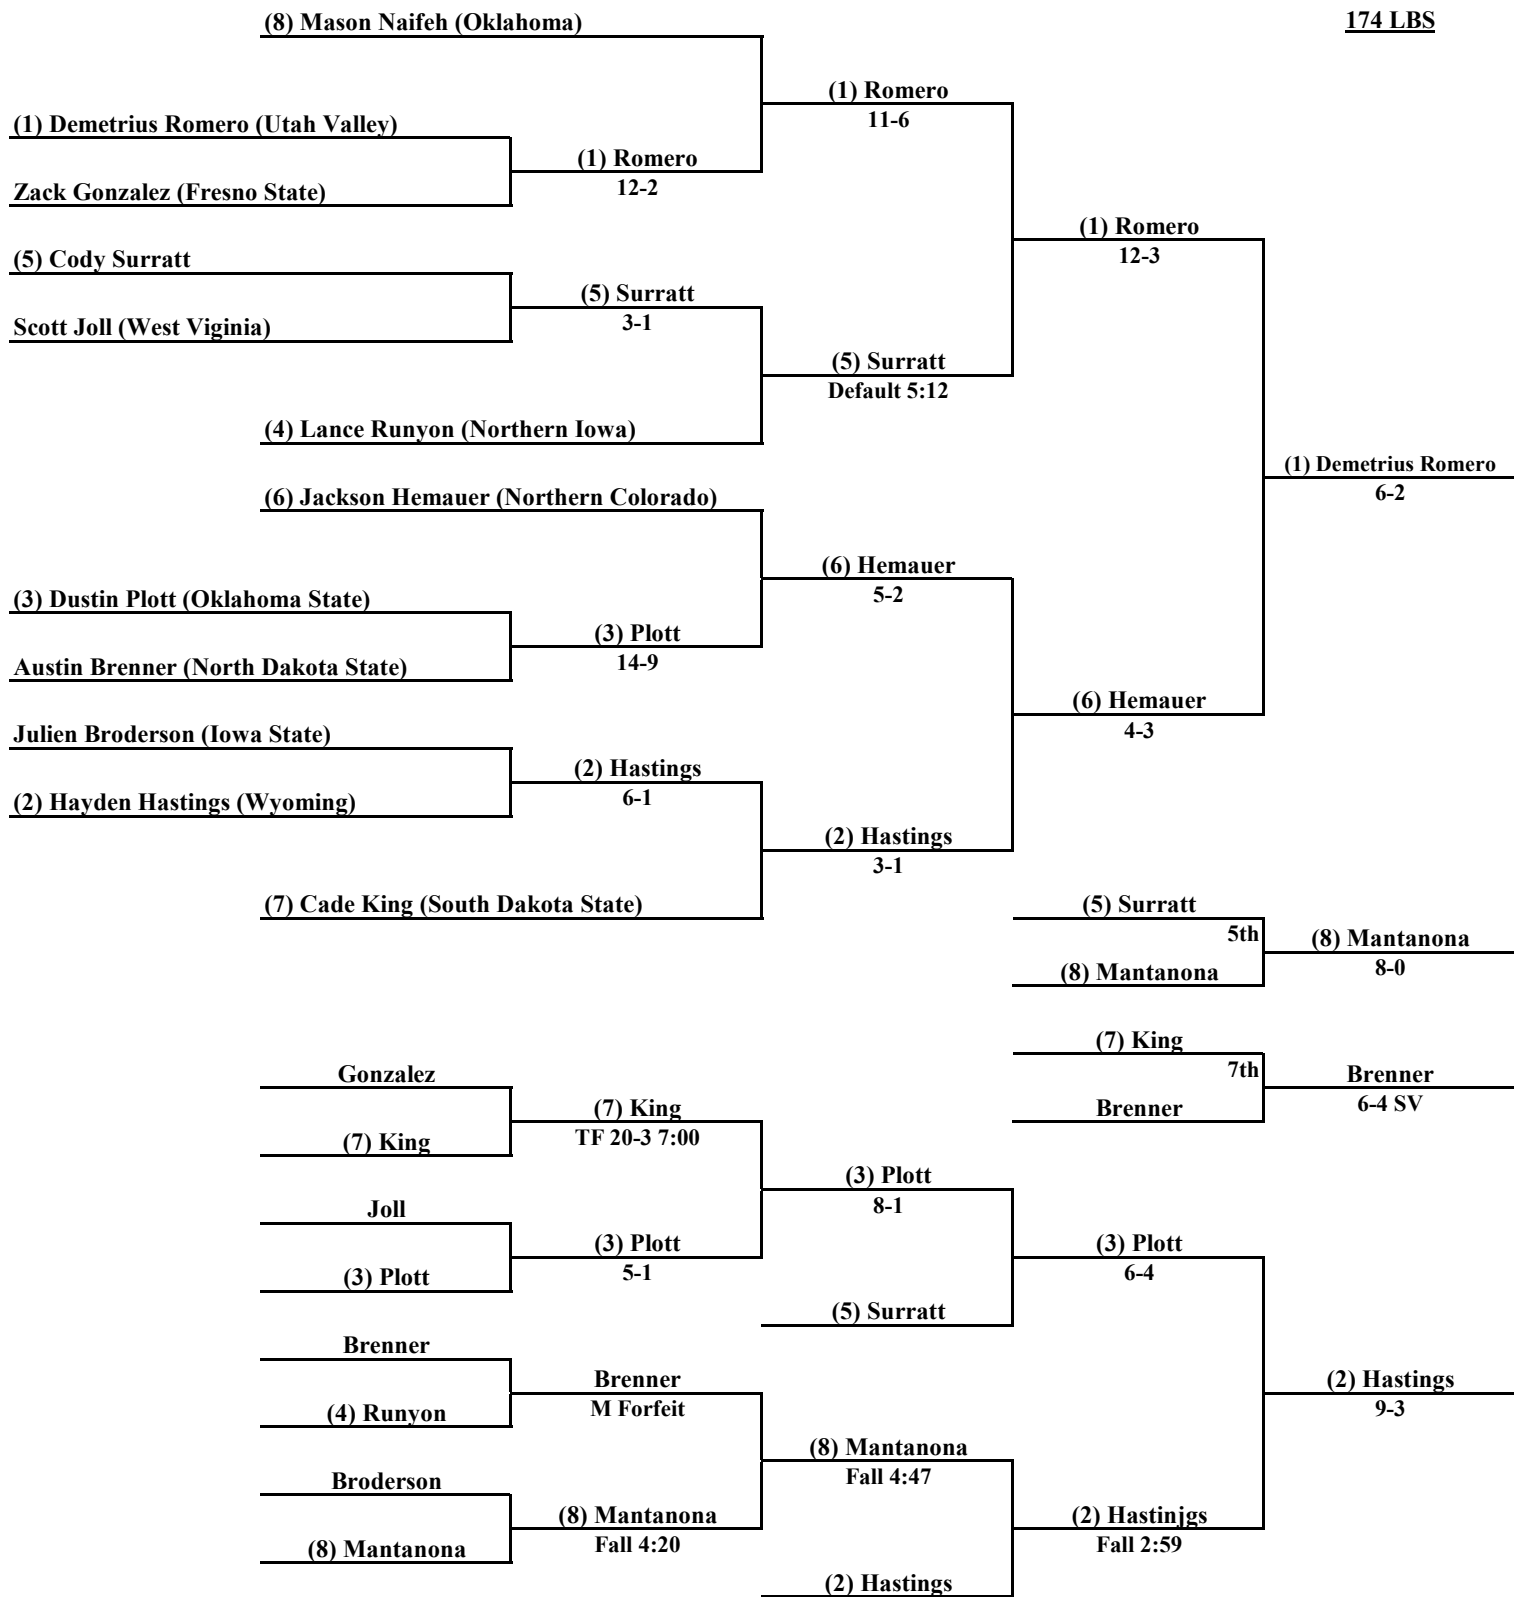 (8) Mason Naifeh (Oklahoma)
174 LBS
(1) Romero
11-6
(1) Demetrius Romero (Utah Valley)
(1) Romero
12-2
Zack Gonzalez (Fresno State)
(1) Romero
12-3
(5) Cody Surratt
(5) Surratt
3-1
Scott Joll (West Viginia)
(5) Surratt
Default 5:12
(4) Lance Runyon (Northern Iowa)
(1) Demetrius Romero
6-2
(6) Jackson Hemauer (Northern Colorado)
(6) Hemauer
5-2
(3) Dustin Plott (Oklahoma State)
(3) Plott
14-9
Austin Brenner (North Dakota State)
(6) Hemauer
4-3
Julien Broderson (Iowa State)
(2) Hastings
6-1
(2) Hayden Hastings (Wyoming)
(2) Hastings
3-1
(7) Cade King (South Dakota State)
(5) Surratt
5th
(8) Mantanona
8-0
(8) Mantanona
(7) King
7th
Brenner
6-4 SV
Brenner
Gonzalez
(7) King
TF 20-3 7:00
(7) King
(3) Plott
8-1
Joll
(3) Plott
5-1
(3) Plott
(3) Plott
6-4
(5) Surratt
Brenner
Brenner
M Forfeit
(4) Runyon
(2) Hastings
9-3
(8) Mantanona
Fall 4:47
Broderson
(8) Mantanona
Fall 4:20
(8) Mantanona
(2) Hastinjgs
Fall 2:59
(2) Hastings